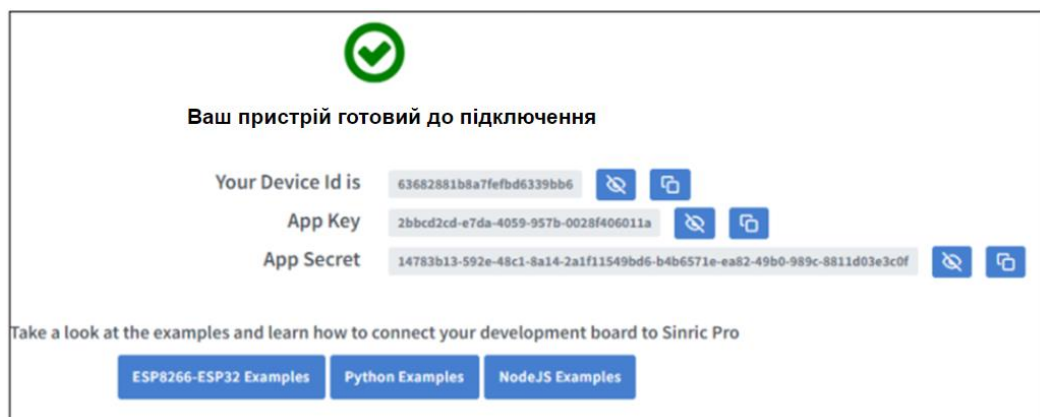 Ваш пристрій готовий до підключення
Your Device Id is 63682881b8a7fefbd6339bb6
App Key 2bbcd2cd-e7da-4059-957b-0028f406011a
App Secret 14783b13-592e-48c1-8a14-2a1f11549bd6-b4b6571e-ea82-49b0-989c-8811d03e3c0f
Take a look at the examples and learn how to connect your development board to Sinric Pro
ESP8266-ESP32 Examples Python Examples NodeJS Examples